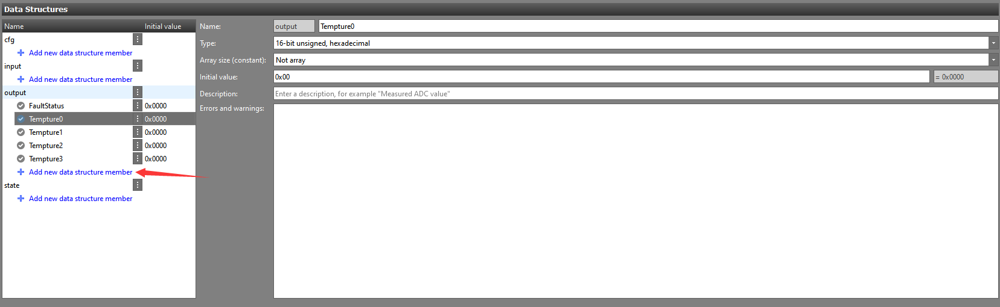 Data Structures
Name Initial value
cfg
Add new data structure member
input
Add new data structure member
output
FaultStatus 0x0000
Tempture0 0x0000
Tempture1 0x0000
Tempture2 0x0000
Tempture3 0x0000
Add new data structure member
state
Add new data structure member
Name: output Tempture0
Type: 16-bit unsigned, hexadecimal
Array size (constant): Not array
Initial value: 0x00 = 0x0000
Description: Enter a description, for example "Measured ADC value"
Errors and warnings: